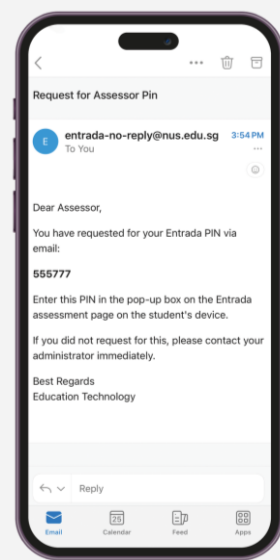 Request for Assessor Pin
E
entrada-no-reply@nus.edu.sg 3:54 PM
To You
Dear Assessor,
You have requested for your Entrada PIN via
email:
555777
Enter this PIN in the pop-up box on the Entrada
assessment page on the student's device.
If you did not request for this, please contact your
administrator immediately.
Best Regards
Education Technology
Reply
25
Email Calendar Feed Apps